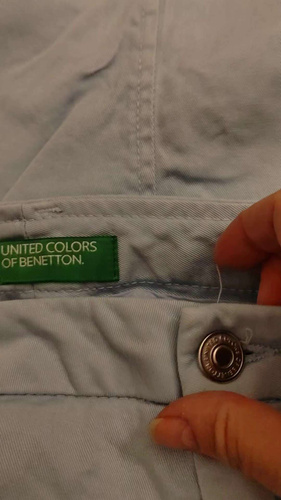 UNITED COLORS
OF BENETTON.